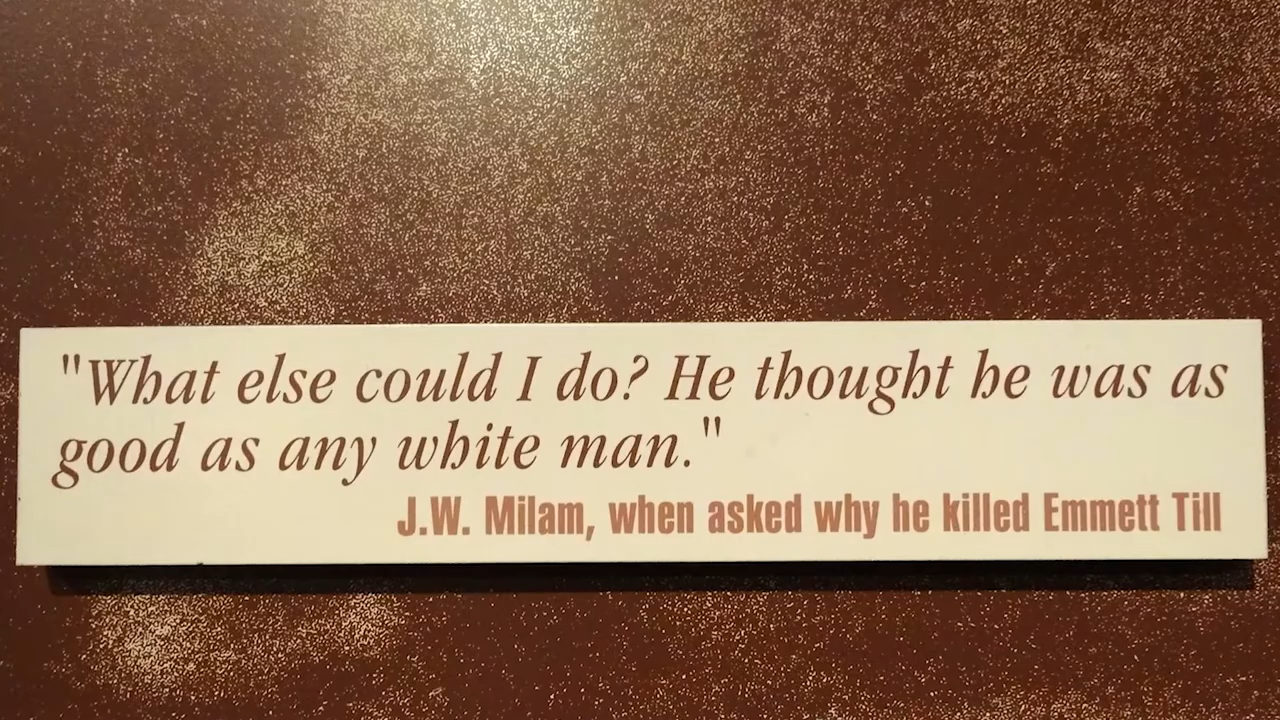 "What else could I do? He thought he was as
good as any white man."
J.W. Milam, when asked why he killed Emmett Till